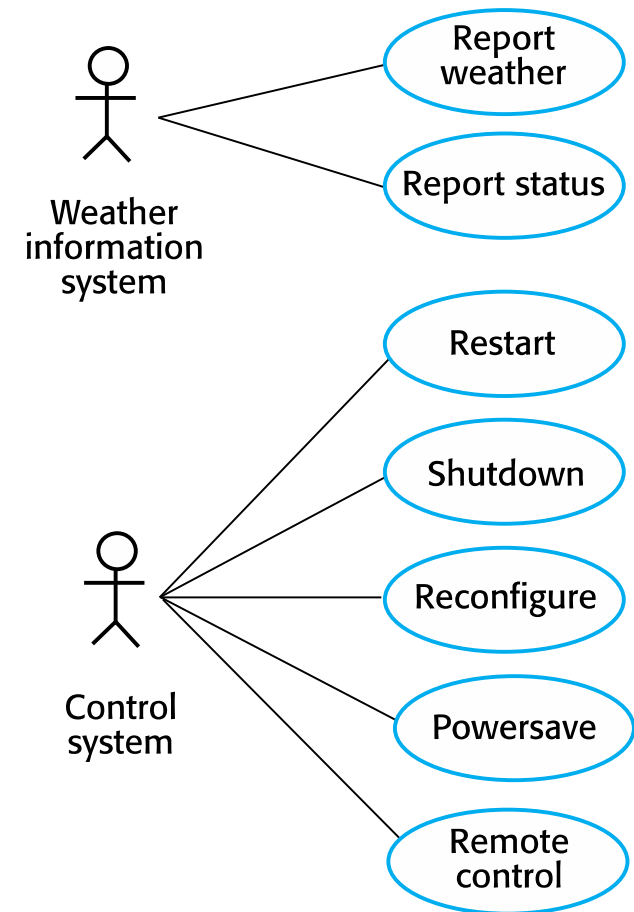 Report
weather
Report status
Weather
information
system
Restart
Shutdown
Reconfigure
Powersave
Remote
control
Control
system